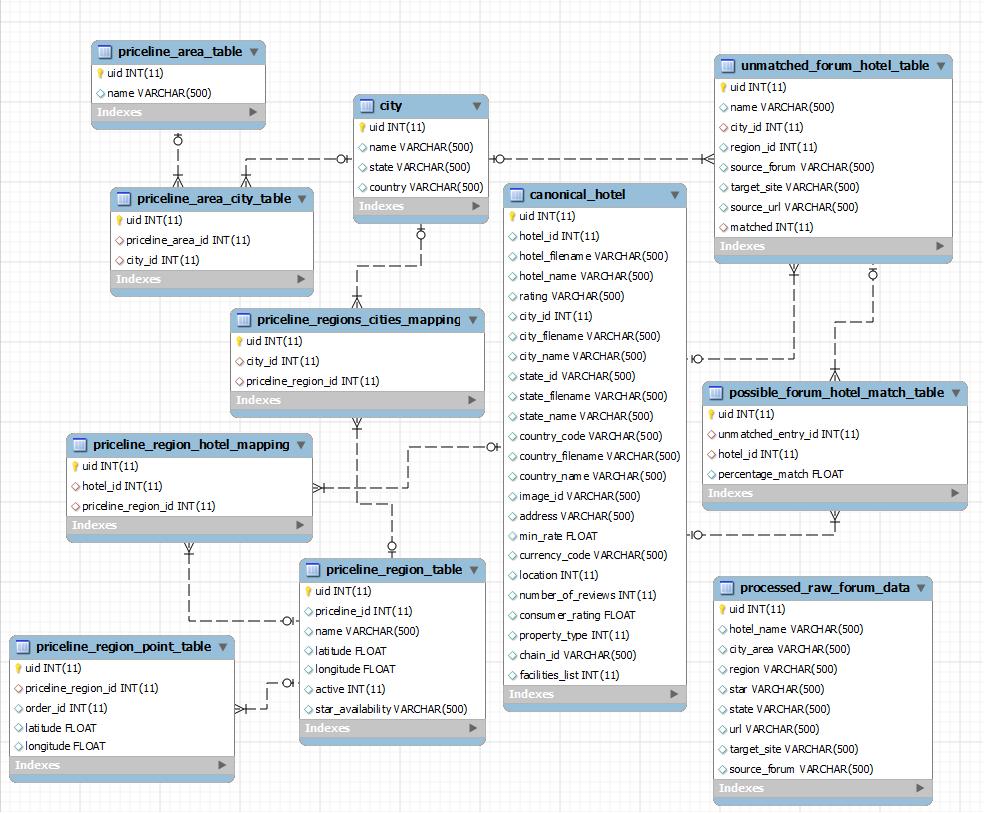 priceline_area_table
uid INT(11)
name VARCHAR(500)
Indexes
priceline_area_city_table
uid INT(11)
priceline_area_id INT(11)
city_id INT(11)
Indexes
city
uid INT(11)
name VARCHAR(500)
state VARCHAR(500)
country VARCHAR(500)
Indexes
unmatched_forum_hotel_table
uid INT(11)
name VARCHAR(500)
city_id INT(11)
region_id INT(11)
source_forum VARCHAR(500)
target_site VARCHAR(500)
source_url VARCHAR(500)
matched INT(11)
Indexes
canonical_hotel
uid INT(11)
hotel_id INT(11)
hotel_filename VARCHAR(500)
hotel_name VARCHAR(500)
rating VARCHAR(500)
city_id INT(11)
city_filename VARCHAR(500)
city_name VARCHAR(500)
state_id VARCHAR(500)
state_filename VARCHAR(500)
state_name VARCHAR(500)
country_code VARCHAR(500)
country_filename VARCHAR(500)
country_name VARCHAR(500)
image_id VARCHAR(500)
address VARCHAR(500)
min_rate FLOAT
currency_code VARCHAR(500)
location INT(11)
number_of_reviews INT(11)
consumer_rating FLOAT
property_type INT(11)
chain_id VARCHAR(500)
facilities_list INT(11)
Indexes
priceline_regions_cities_mapping
uid INT(11)
city_id INT(11)
priceline_region_id INT(11)
Indexes
possible_forum_hotel_match_table
uid INT(11)
unmatched_entry_id INT(11)
hotel_id INT(11)
percentage_match FLOAT
Indexes
priceline_region_hotel_mapping
uid INT(11)
hotel_id INT(11)
priceline_region_id INT(11)
Indexes
priceline_region_table
uid INT(11)
priceline_id INT(11)
name VARCHAR(500)
latitude FLOAT
longitude FLOAT
active INT(11)
star_availability VARCHAR(500)
Indexes
processed_raw_forum_data
uid INT(11)
hotel_name VARCHAR(500)
city_area VARCHAR(500)
region VARCHAR(500)
star VARCHAR(500)
state VARCHAR(500)
url VARCHAR(500)
target_site VARCHAR(500)
source_forum VARCHAR(500)
Indexes
priceline_region_point_table
uid INT(11)
priceline_region_id INT(11)
order_id INT(11)
latitude FLOAT
longitude FLOAT
Indexes